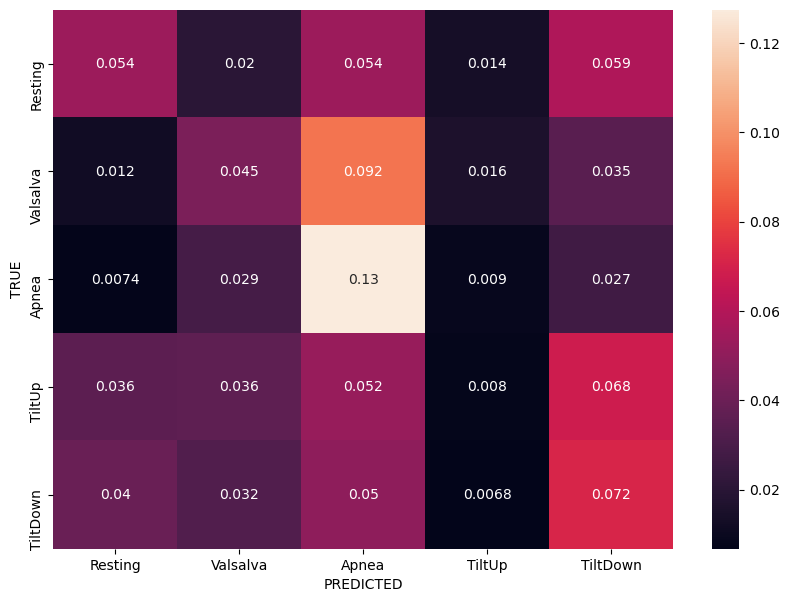 TRUE
Resting 0.054 0.02 0.054 0.014 0.059
Valsalva 0.012 0.045 0.092 0.016 0.035
Apnea 0.0074 0.029 0.13 0.009 0.027
TiltUp 0.036 0.036 0.052 0.008 0.068
TiltDown 0.04 0.032 0.05 0.0068 0.072
Resting Valsalva Apnea TiltUp TiltDown
PREDICTED
0.12
0.10
0.08
0.06
0.04
0.02